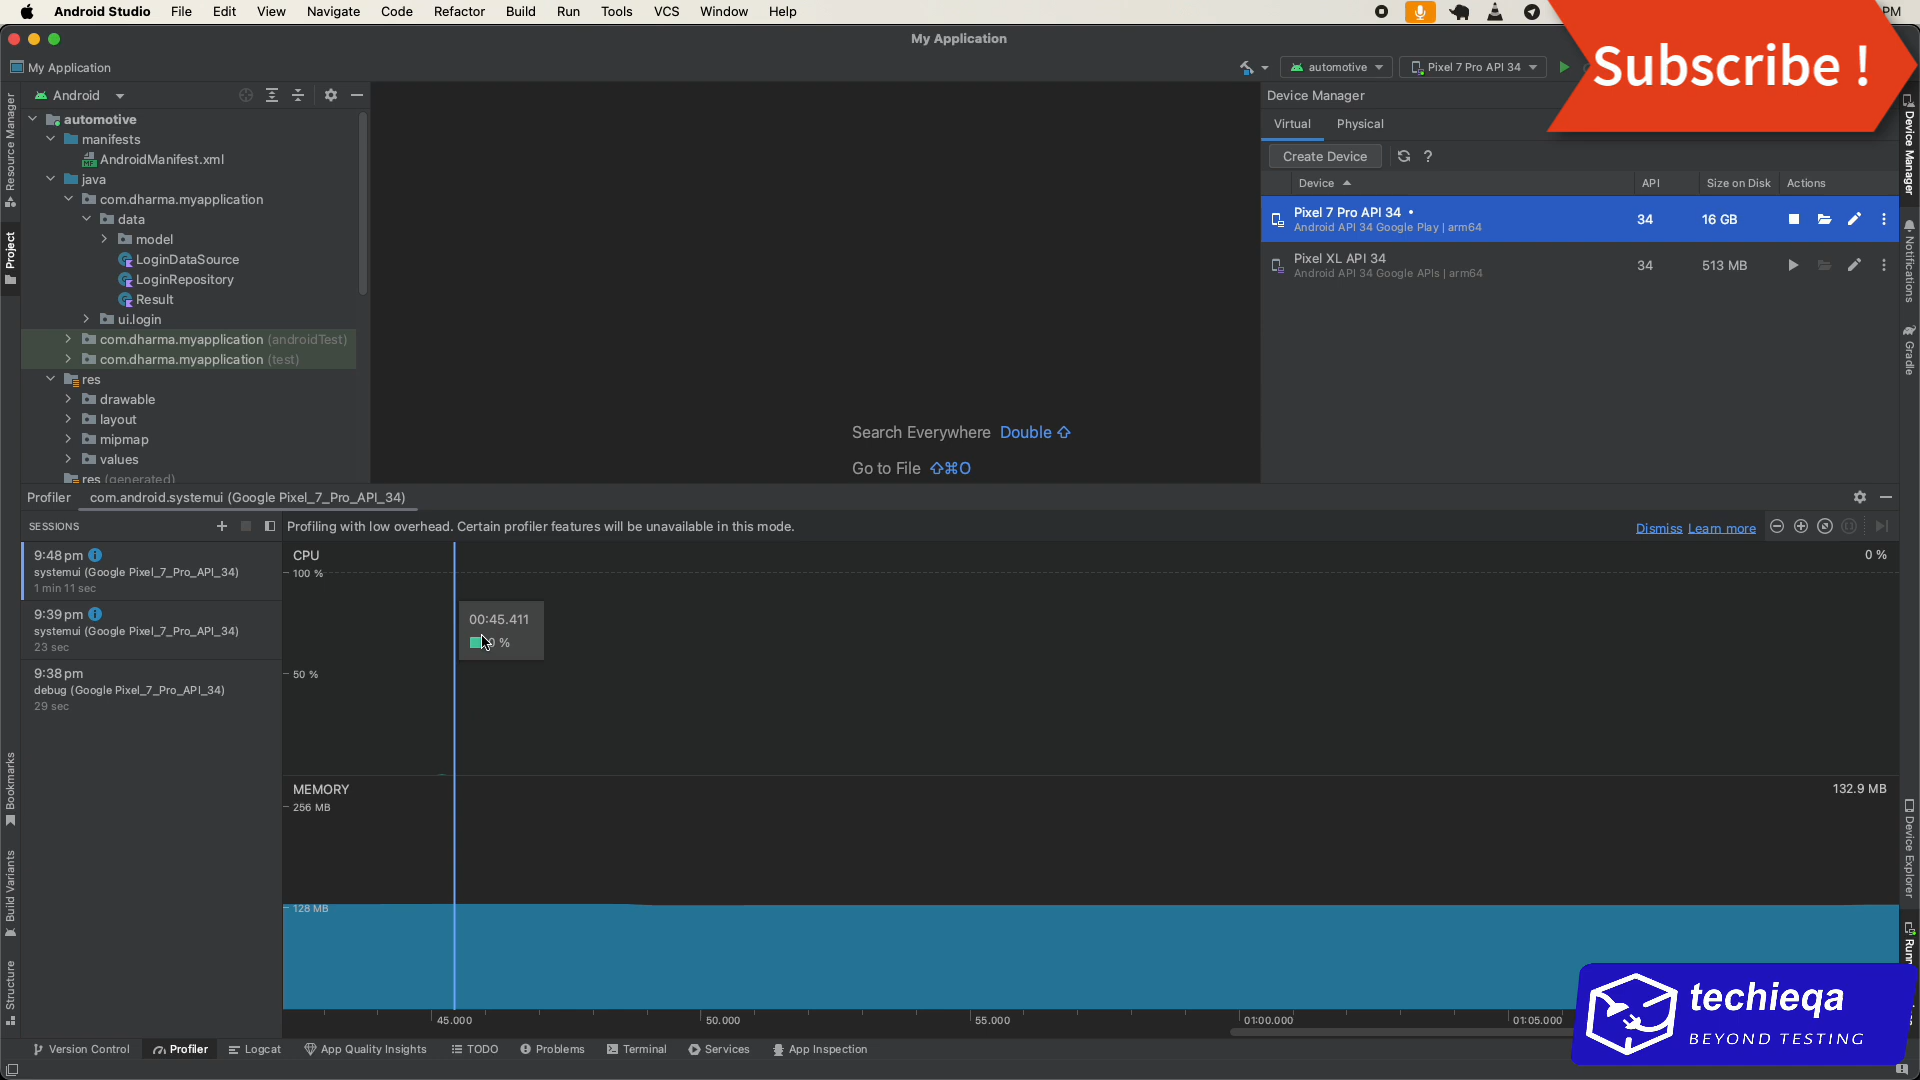 Android Studio File Edit View Navigate Code Refactor Build Run Tools VCS Window Help PM
My Application
My Application automotive Pixel 7 Pro API 34
Subscribe !
Android
automotive
manifests
AndroidManifest.xml
java
com.dharma.myapplication
data
model
LoginDataSource
LoginRepository
Result
ui.login
com.dharma.myapplication (androidTest)
com.dharma.myapplication (test)
res
drawable
layout
mipmap
values
res (generated)
Resource Manager
Project
Bookmarks
Build Variants
Structure
Search Everywhere Double ⇧
Go to File ⇧⌘O
Device Manager
Virtual Physical
Create Device ?
Device API Size on Disk Actions
Pixel 7 Pro API 34 • 34 16 GB
Android API 34 Google Play | arm64
Pixel XL API 34 34 513 MB
Android API 34 Google APIs | arm64
Device Manager
Notifications
Gradle
Device Explorer
Profiler com.android.systemui (Google Pixel_7_Pro_API_34)
SESSIONS
Profiling with low overhead. Certain profiler features will be unavailable in this mode. Dismiss Learn more
9:48 pm
systemui (Google Pixel_7_Pro_API_34)
1 min 11 sec
9:39 pm
systemui (Google Pixel_7_Pro_API_34)
23 sec
9:38 pm
debug (Google Pixel_7_Pro_API_34)
29 sec
CPU 0 %
100 %
00:45.411
%
50 %
MEMORY 132.9 MB
256 MB
128 MB
45.000 50.000 55.000 01:00.000 01:05.000
techieqa
BEYOND TESTING
Version Control Profiler Logcat App Quality Insights TODO Problems Terminal Services App Inspection